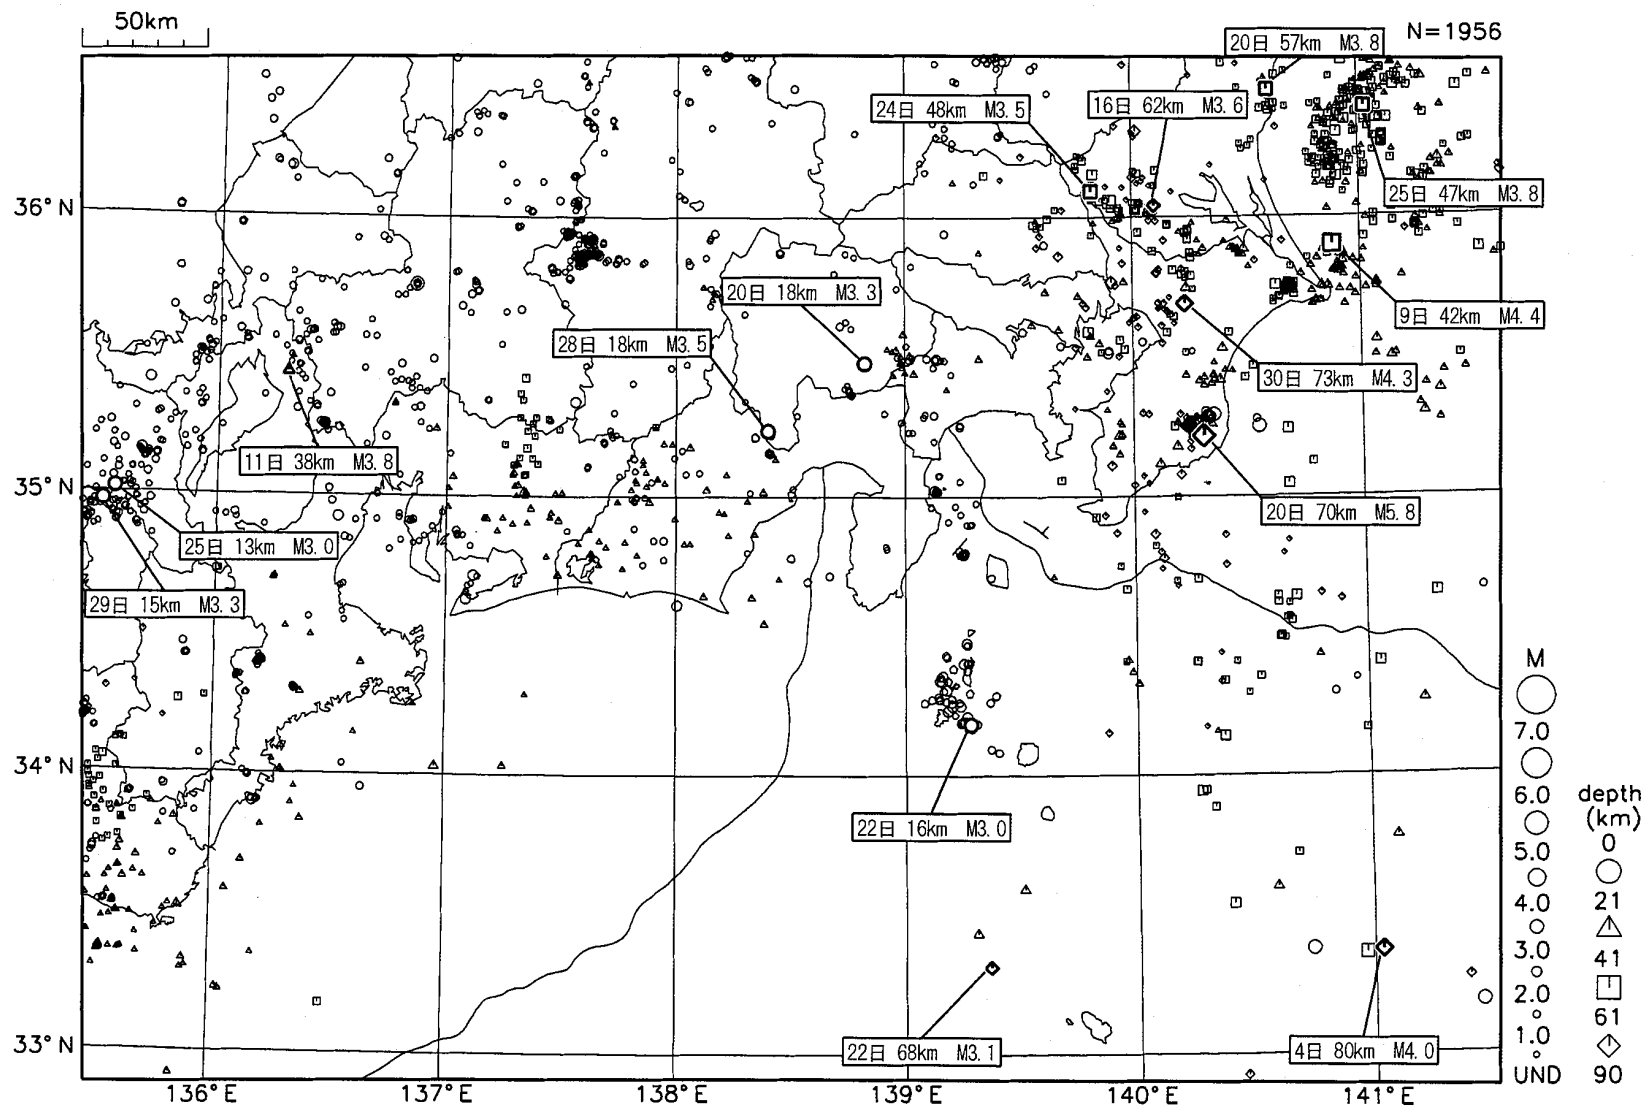 50km
N=1956
20日 57km M3.8
24日 48km M3.5
16日 62km M3.6
25日 47km M3.8
36°N
20日 18km M3.3
9日 42km M4.4
28日 18km M3.5
30日 73km M4.3
11日 38km M3.8
35°N
20日 70km M5.8
25日 13km M3.0
29日 15km M3.3
M
7.0
34°N
6.0
depth
(km)
22日 16km M3.0
5.0
0
4.0
21
3.0
41
2.0
61
1.0
33°N
22日 68km M3.1
4日 80km M4.0
UND
90
136°E
137°E
138°E
139°E
140°E
141°E